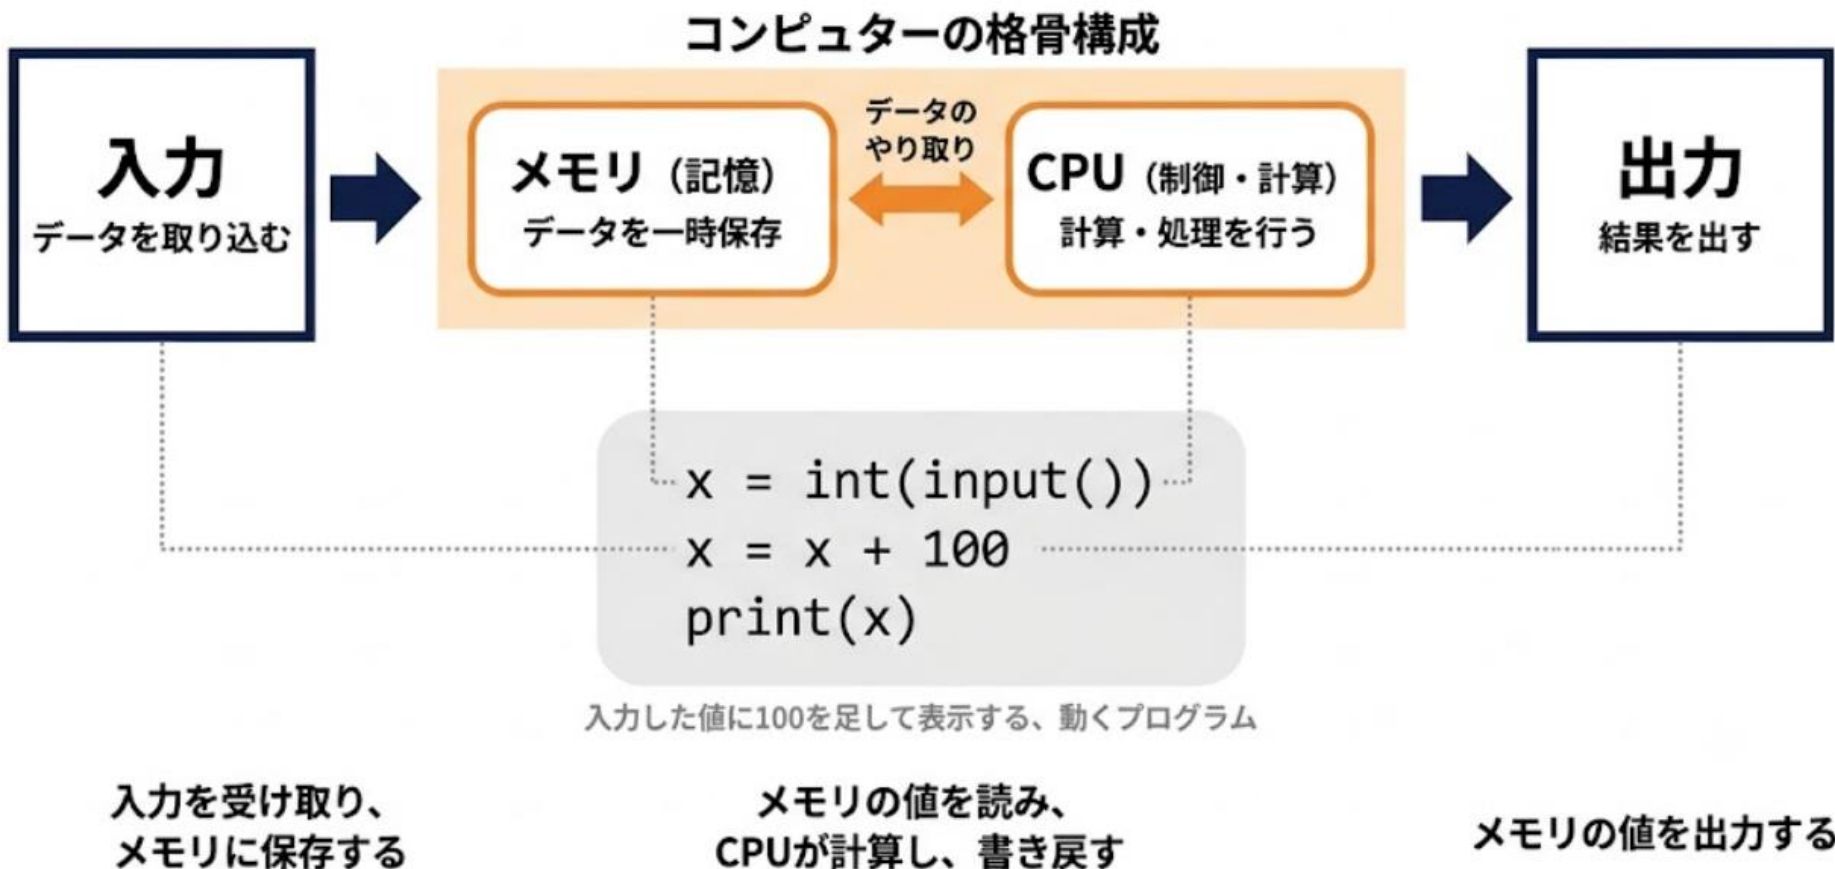 コンピュターの格骨構成
入力
データを取り込む
メモリ（記憶）
データを一時保存
データの
やり取り
CPU（制御・計算）
計算・処理を行う
出力
結果を出す
x = int(input())
x = x + 100
print(x)
入力した値に100を足して表示する、動くプログラム
入力を受け取り、
メモリに保存する
メモリの値を読み、
CPUが計算し、書き戻す
メモリの値を出力する